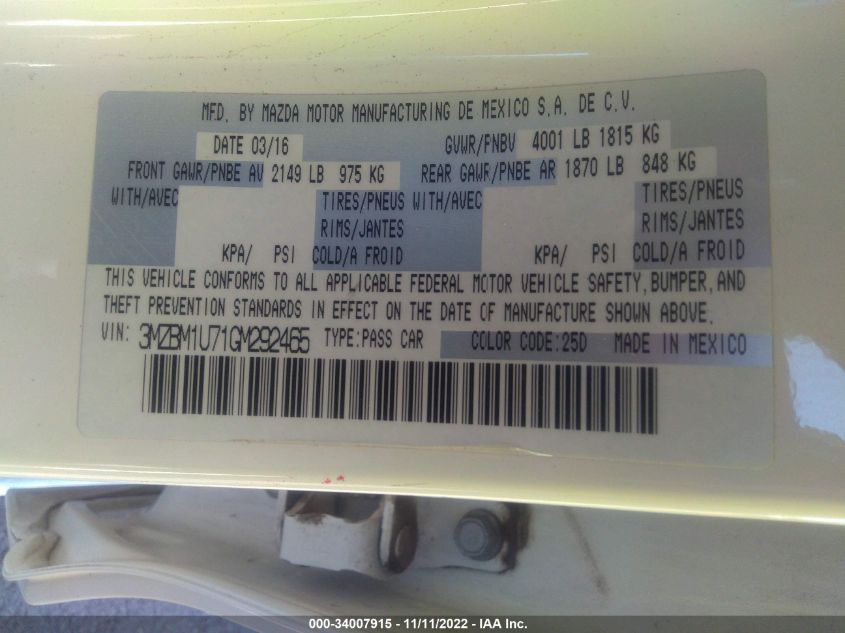 MFD. BY MAZDA MOTOR MANUFACTURING DE MEXICO S.A. DE C.V.
DATE 03/16 GVWR/PNBV 4001 LB 1815 KG
FRONT GAWR/PNBE AV 2149 LB 975 KG REAR GAWR/PNBE AR 1870 LB 848 KG
WITH/AVEC TIRES/PNEUS WITH/AVEC TIRES/PNEUS
RIMS/JANTES RIMS/JANTES
KPA/ PSI COLD/A FROID KPA/ PSI COLD/A FROID
THIS VEHICLE CONFORMS TO ALL APPLICABLE FEDERAL MOTOR VEHICLE SAFETY, BUMPER, AND
THEFT PREVENTION STANDARDS IN EFFECT ON THE DATE OF MANUFACTURE SHOWN ABOVE.
VIN: 3MZBM1U71GM292465 TYPE:PASS CAR COLOR CODE:25D MADE IN MEXICO
000-34007915 - 11/11/2022 - IAA Inc.